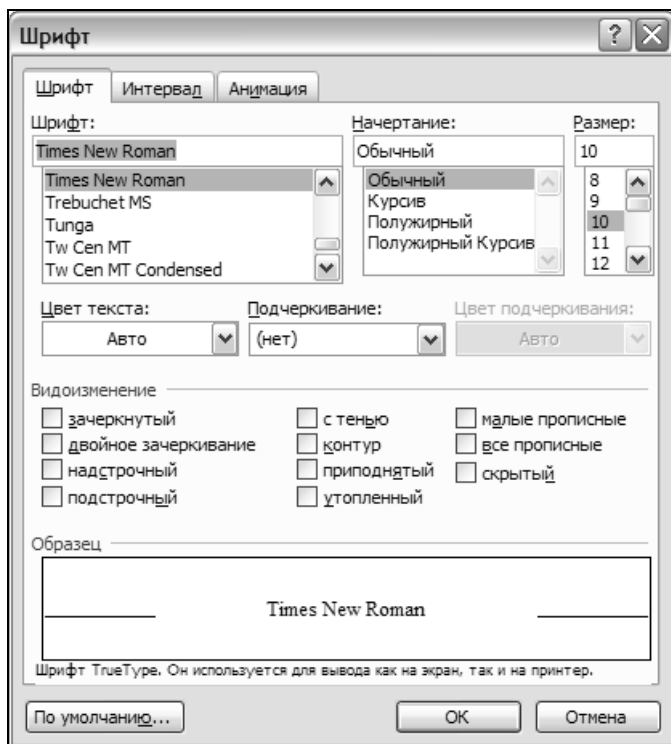 Шрифт
Шрифт Интервал Анимация
Шрифт: Начертание: Размер:
Times New Roman Обычный 10
Times New Roman Обычный 8
Trebuchet MS Курсив 9
Tunga Полужирный 10
Tw Cen MT Полужирный Курсив 11
Tw Cen MT Condensed 12
Цвет текста: Подчеркивание: Цвет подчеркивания:
Авто (нет) Авто
Видоизменение
зачеркнутый с тенью малые прописные
двойное зачеркивание контур все прописные
надстрочный приподнятый скрытый
подстрочный утопленный
Образец
Times New Roman
Шрифт TrueType. Он используется для вывода как на экран, так и на принтер.
По умолчанию... ОК Отмена